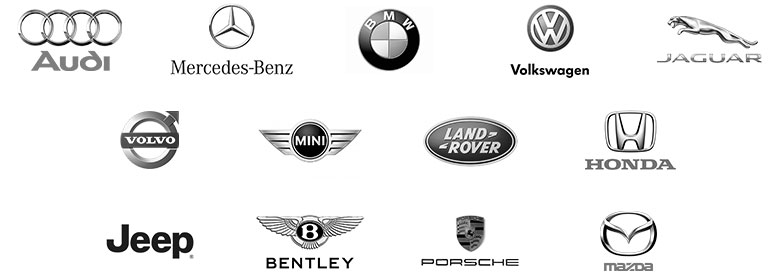 Audi
Mercedes-Benz
BMW
Volkswagen
JAGUAR
VOLVO
MINI
LAND
ROVER
HONDA
Jeep®
B
BENTLEY
PORSCHE
mazda